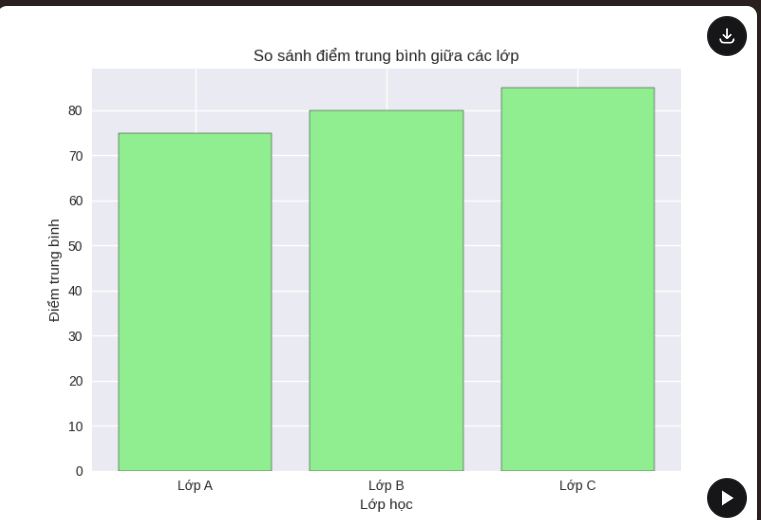 So sánh điểm trung bình giữa các lớp
Điểm trung bình
80
70
60
50
40
30
20
10
0
Lớp A
Lớp B
Lớp C
Lớp học